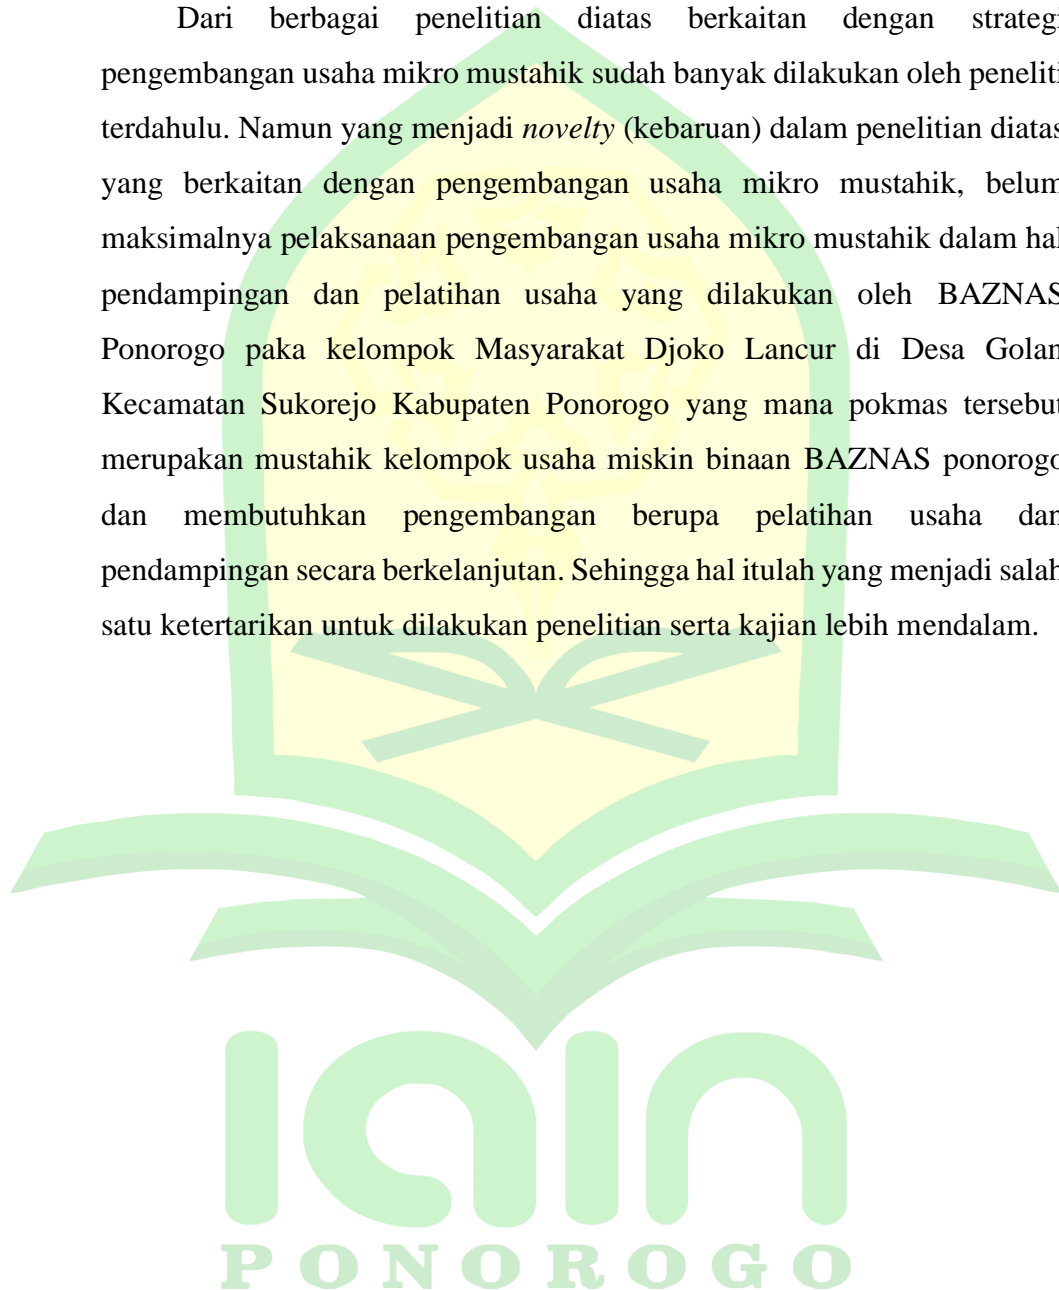 Dari berbagai penelitian diatas berkaitan dengan strategi
pengembangan usaha mikro mustahik sudah banyak dilakukan oleh peneliti
terdahulu. Namun yang menjadi novelty (kebaruan) dalam penelitian diatas
yang berkaitan dengan pengembangan usaha mikro mustahik, belum
maksimalnya pelaksanaan pengembangan usaha mikro mustahik dalam hal
pendampingan dan pelatihan usaha yang dilakukan oleh BAZNAS
Ponorogo paka kelompok Masyarakat Djoko Lancur di Desa Golan
Kecamatan Sukorejo Kabupaten Ponorogo yang mana pokmas tersebut
merupakan mustahik kelompok usaha miskin binaan BAZNAS ponorogo
dan membutuhkan pengembangan berupa pelatihan usaha dan
pendampingan secara berkelanjutan. Sehingga hal itulah yang menjadi salah
satu ketertarikan untuk dilakukan penelitian serta kajian lebih mendalam.
iain
PONOROGO